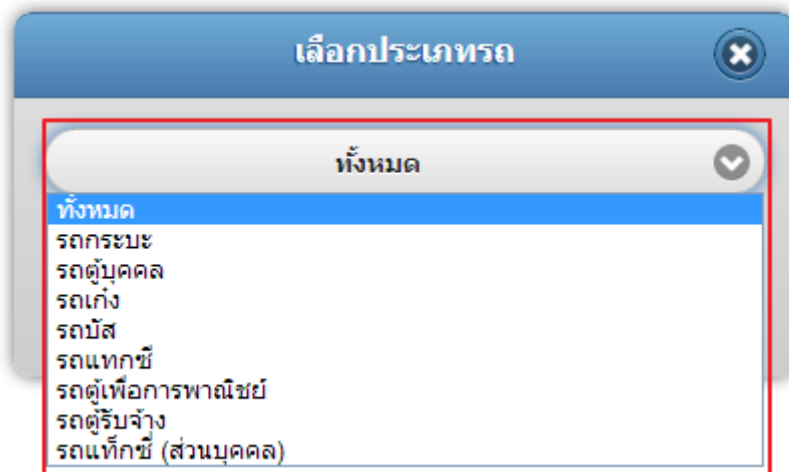 เลือกประเภทรถ
ทั้งหมด
ทั้งหมด
รถกระบะ
รถตู้บุคคล
รถเก๋ง
รถบัส
รถแทกซี่
รถตู้เพื่อการพาณิชย์
รถตู้รับจ้าง
รถแท็กซี่ (ส่วนบุคคล)